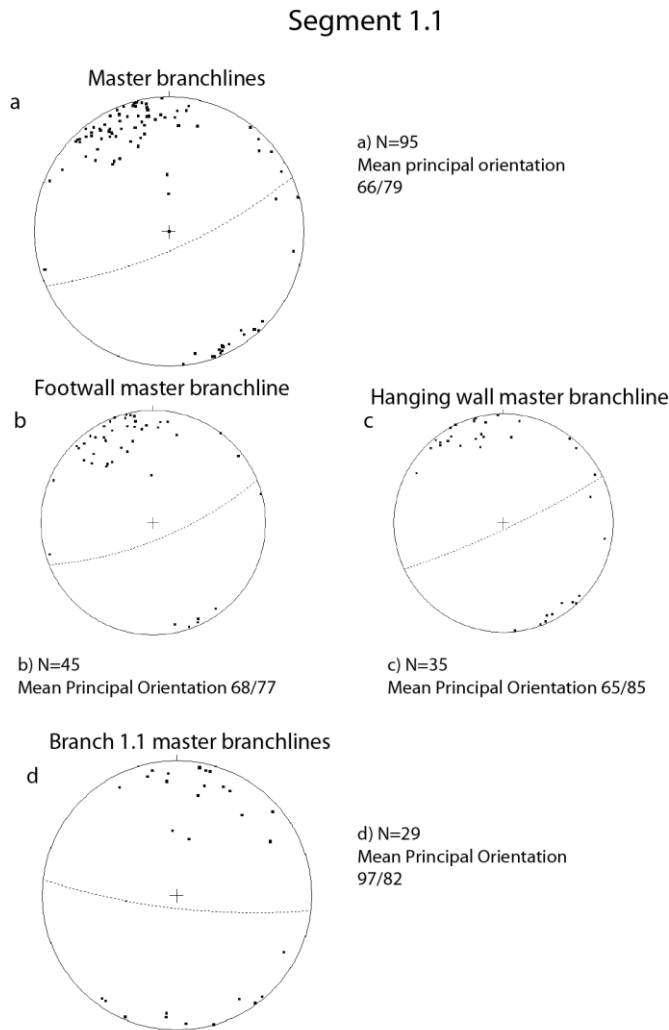 Segment 1.1
Master branchlines
a
a) N=95
Mean principal orientation
66/79
Footwall master branchline
b
Hanging wall master branchline
c
b) N=45
Mean Principal Orientation 68/77
c) N=35
Mean Principal Orientation 65/85
Branch 1.1 master branchlines
d
d) N=29
Mean Principal Orientation
97/82